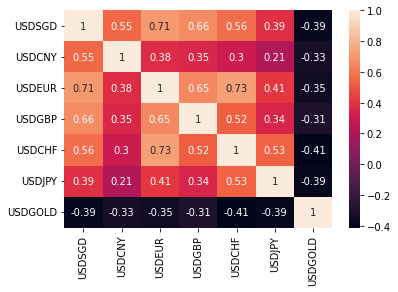 USDSGD 1 0.55 0.71 0.66 0.56 0.39 -0.39
USDCNY 0.55 1 0.38 0.35 0.3 0.21 -0.33
USDEUR 0.71 0.38 1 0.65 0.73 0.41 -0.35
USDGBP 0.66 0.35 0.65 1 0.52 0.34 -0.31
USDCHF 0.56 0.3 0.73 0.52 1 0.53 -0.41
USDJPY 0.39 0.21 0.41 0.34 0.53 1 -0.39
USDGOLD -0.39 -0.33 -0.35 -0.31 -0.41 -0.39 1
USDSGD
USDCNY
USDEUR
USDGBP
USDCHF
USDJPY
USDGOLD
1.0
0.8
0.6
0.4
0.2
0.0
−0.2
−0.4